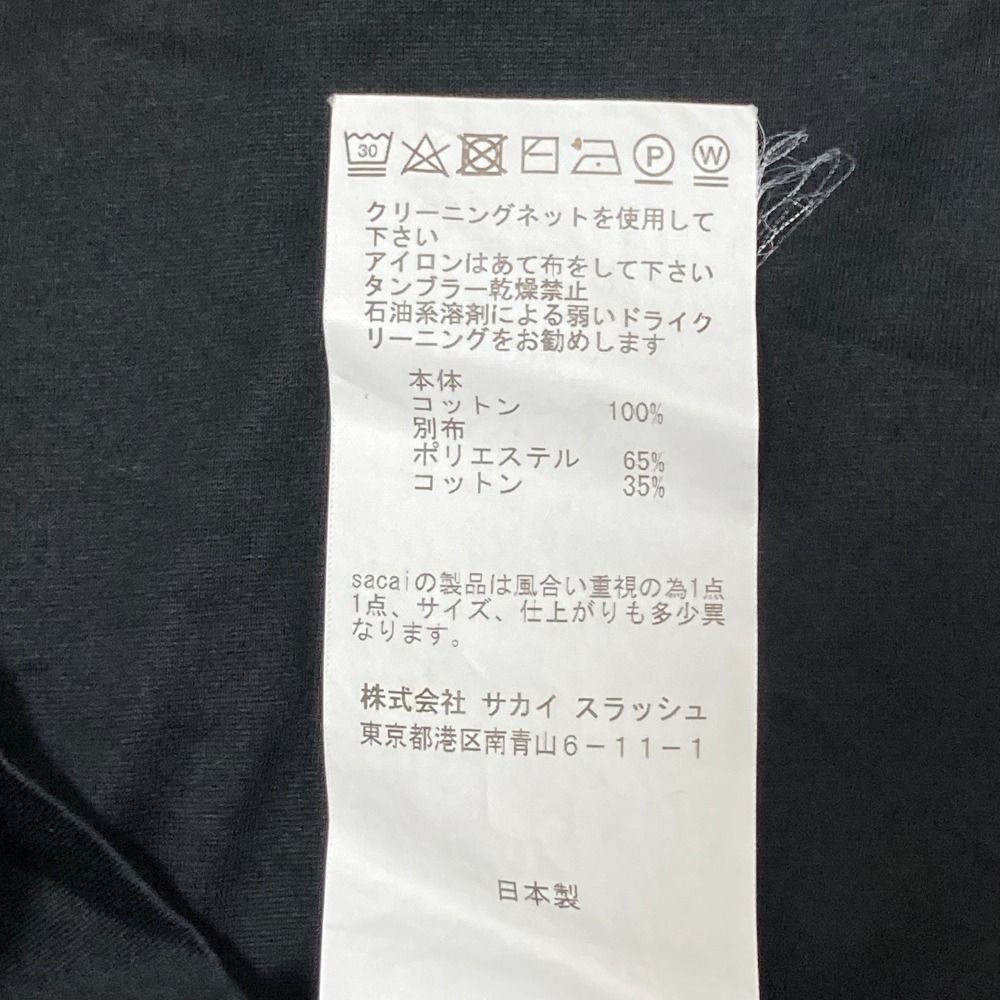 30 P W
クリーニングネットを使用して
下さい
アイロンはあて布をして下さい
タンブラー乾燥禁止
石油系溶剤による弱いドライク
リーニングをお勧めします
本体
コットン 100%
別布
ポリエステル 65%
コットン 35%
sacaiの製品は風合い重視の為1点
1点、サイズ、仕上がりも多少異
なります。
株式会社 サカイ スラッシュ
東京都港区南青山6-11-1
日本製